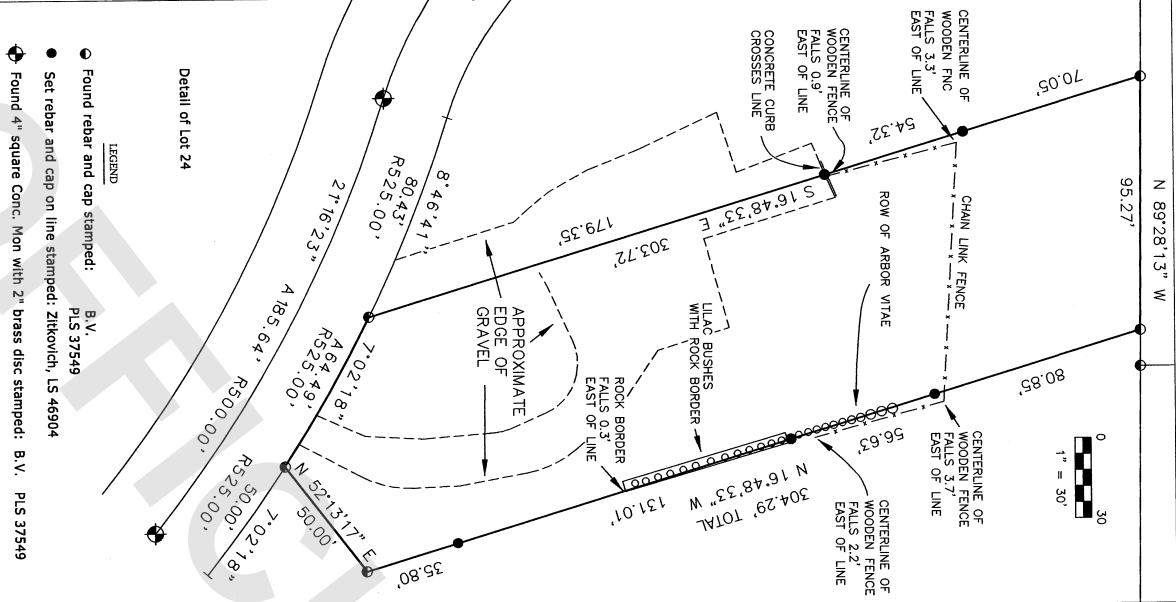 N 89°28'13" W
95.27'
70.05'
CENTERLINE OF
WOODEN FNC
FALLS 3.3'
EAST OF LINE
54.32'
CENTERLINE OF
WOODEN FENCE
FALLS 0.9'
EAST OF LINE
CONCRETE CURB
CROSSES LINE
CHAIN LINK FENCE
ROW OF ARBOR VITAE
80.85'
0
30
1" = 30'
CENTERLINE OF
WOODEN FENCE
FALLS 3.7'
EAST OF LINE
56.63'
CENTERLINE OF
WOODEN FENCE
FALLS 2.2'
EAST OF LINE
S 16°48'33" E
303.72'
179.35'
LILAC BUSHES
WITH ROCK BORDER
N 16°48'33" W
304.29' TOTAL
131.01'
ROCK BORDER
FALLS 0.3'
EAST OF LINE
APPROXIMATE
EDGE OF
GRAVEL
8°46'41"
80.43'
R525.00'
7°02'18"
A64.49'
R525.00'
21°16'23"
A 185.64'
R500.00'
N 52°13'17" E
50.00'
35.80'
7°02'18"
50.00'
R525.00'
Detail of Lot 24
LEGEND
Found rebar and cap stamped: B.V.
PLS 37549
Set rebar and cap on line stamped: Zitkovich, LS 46904
Found 4" square Conc. Mon with 2" brass disc stamped: B.V. PLS 37549
OFFICI